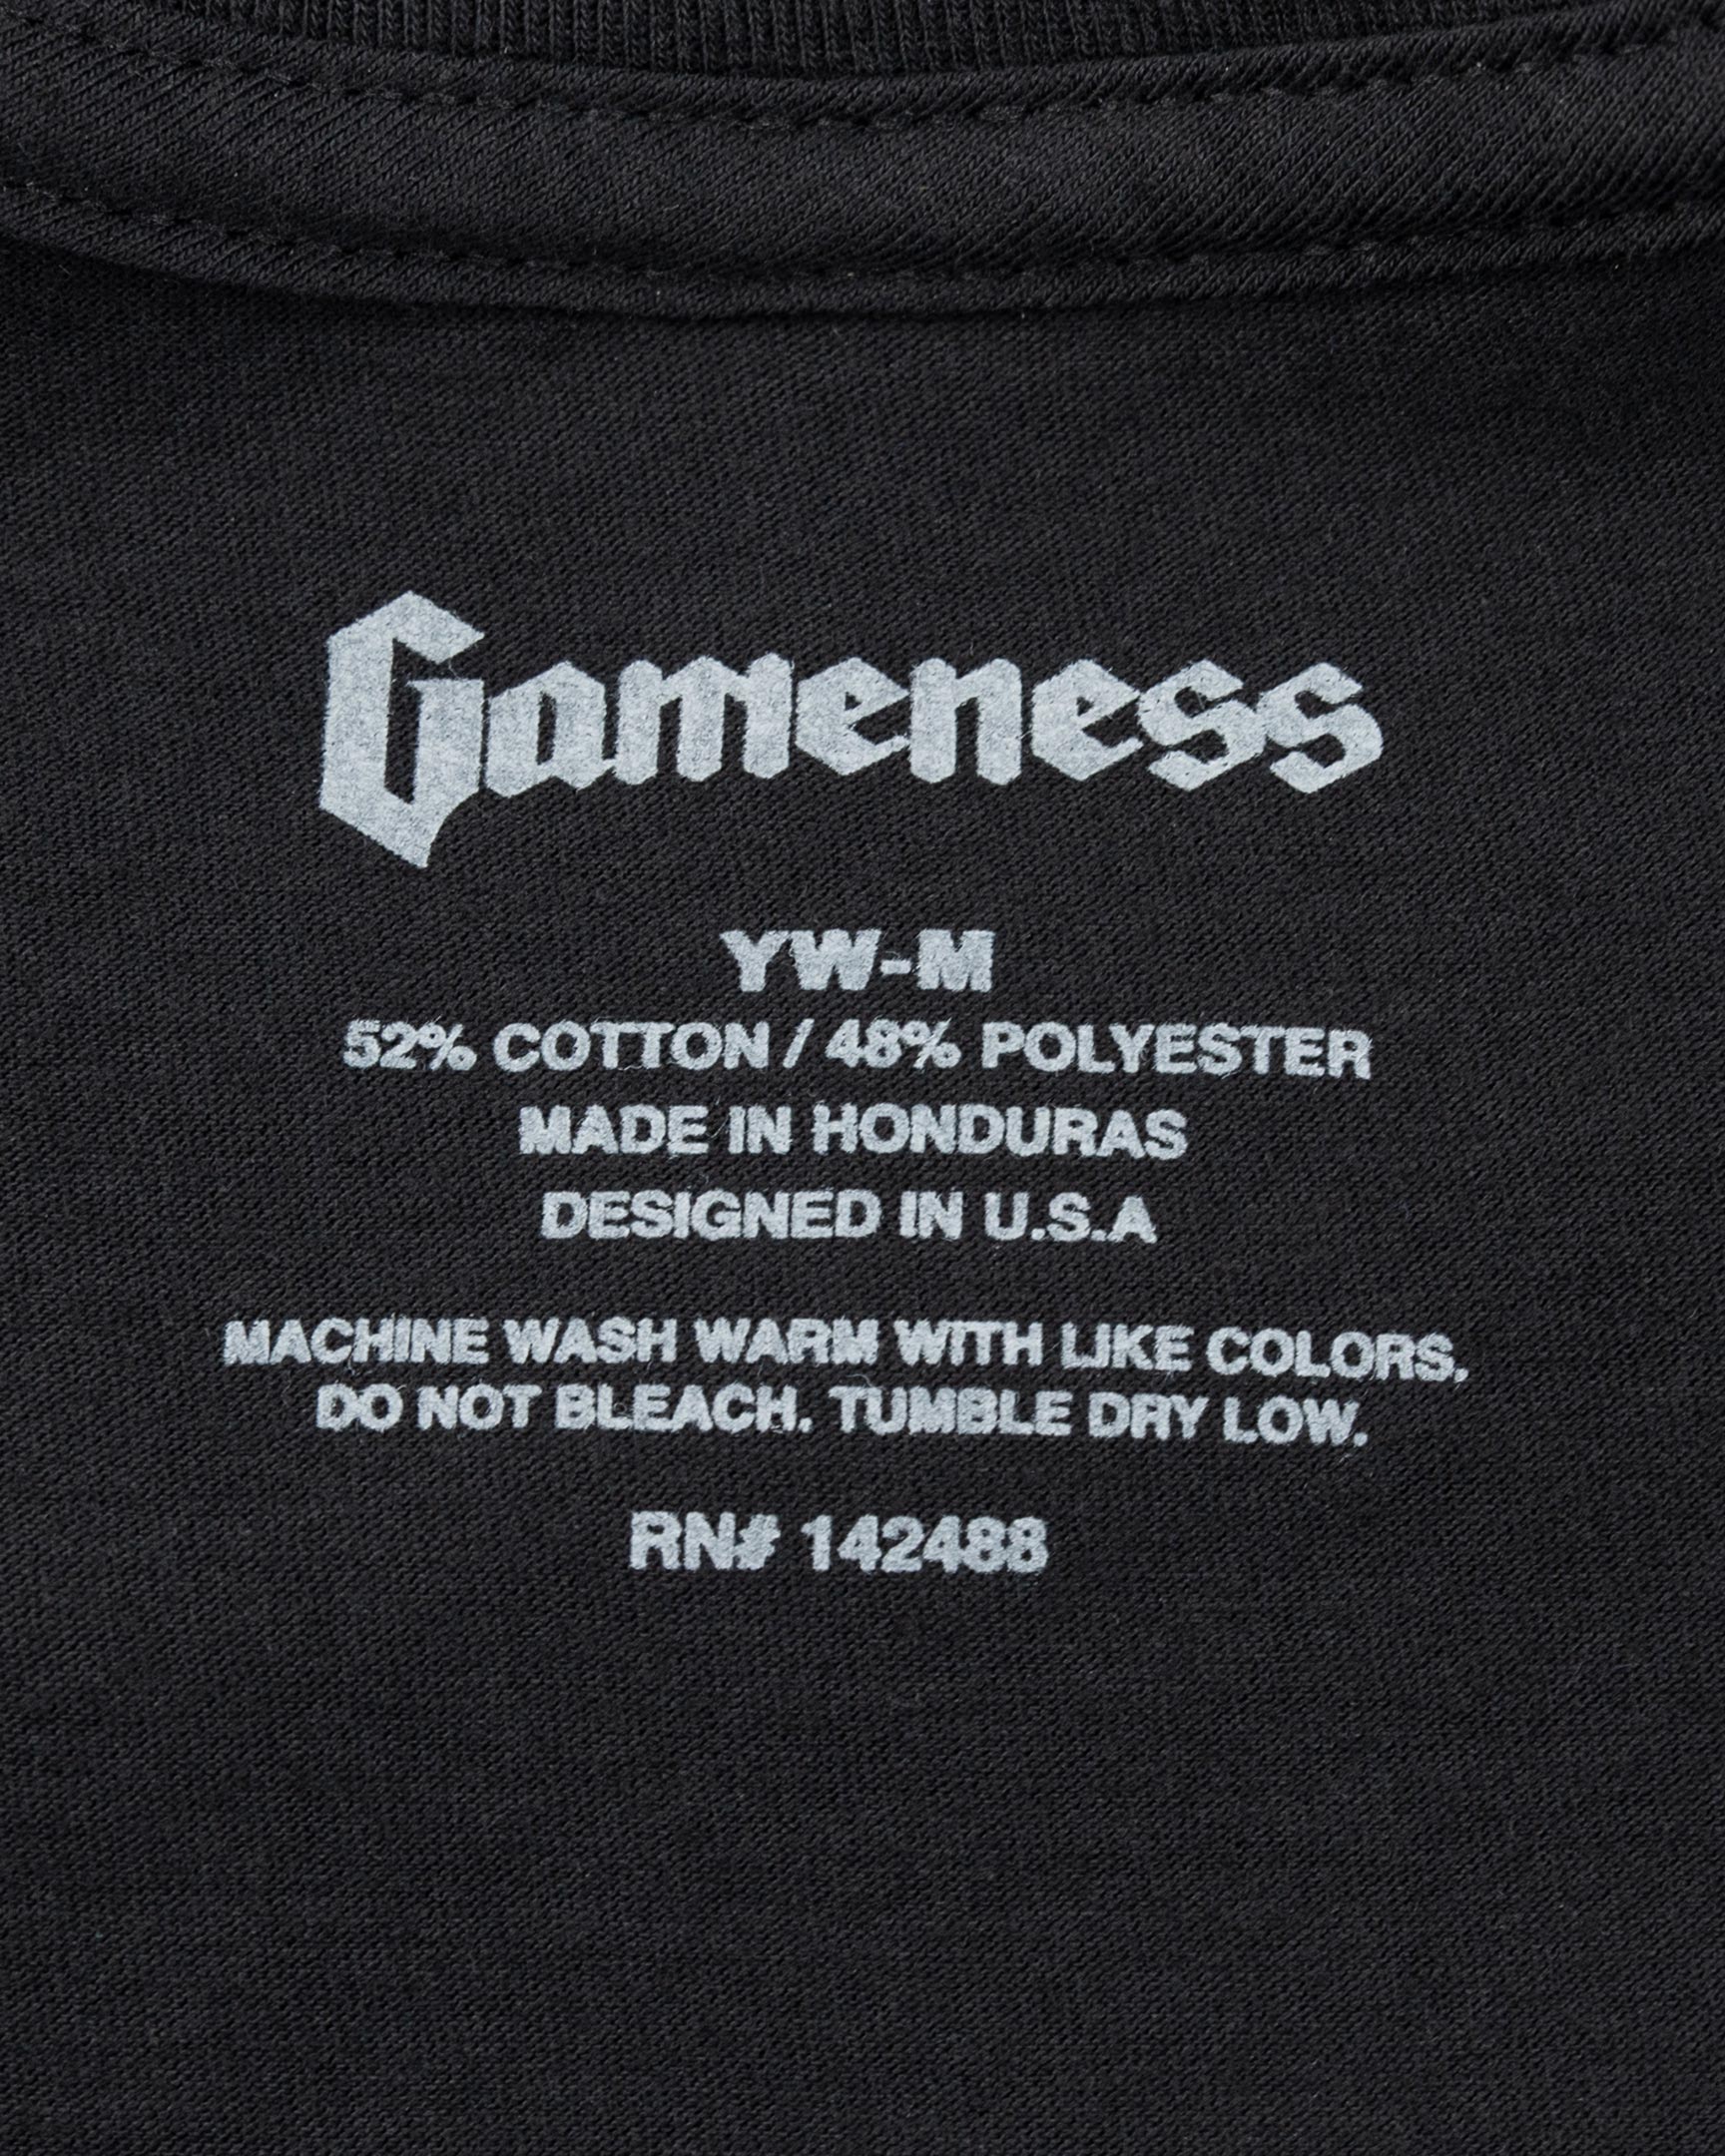 Gameness
YW-M
52% COTTON / 48% POLYESTER
MADE IN HONDURAS
DESIGNED IN U.S.A
MACHINE WASH WARM WITH LIKE COLORS,
DO NOT BLEACH. TUMBLE DRY LOW.
RN# 142488